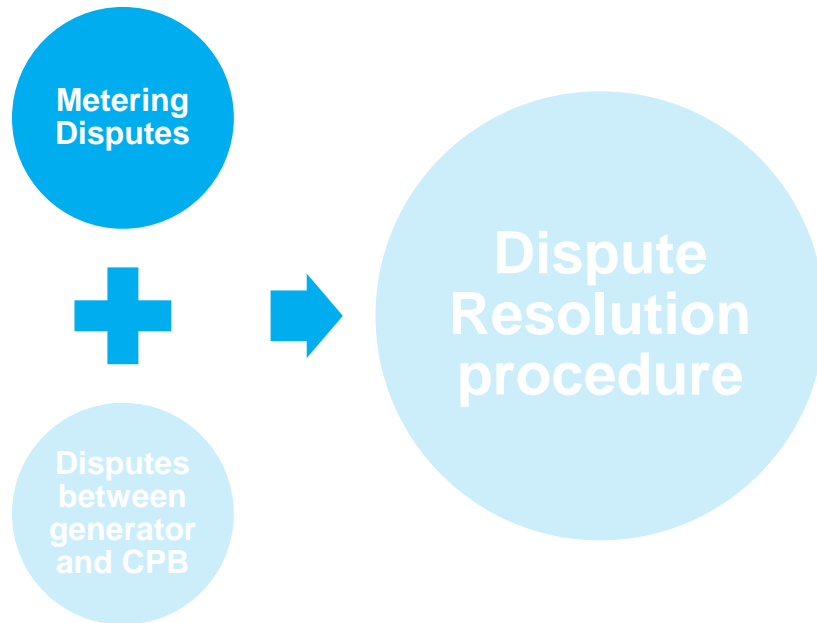 Metering
Disputes
Disputes
between
generator
and CPB
Dispute
Resolution
procedure